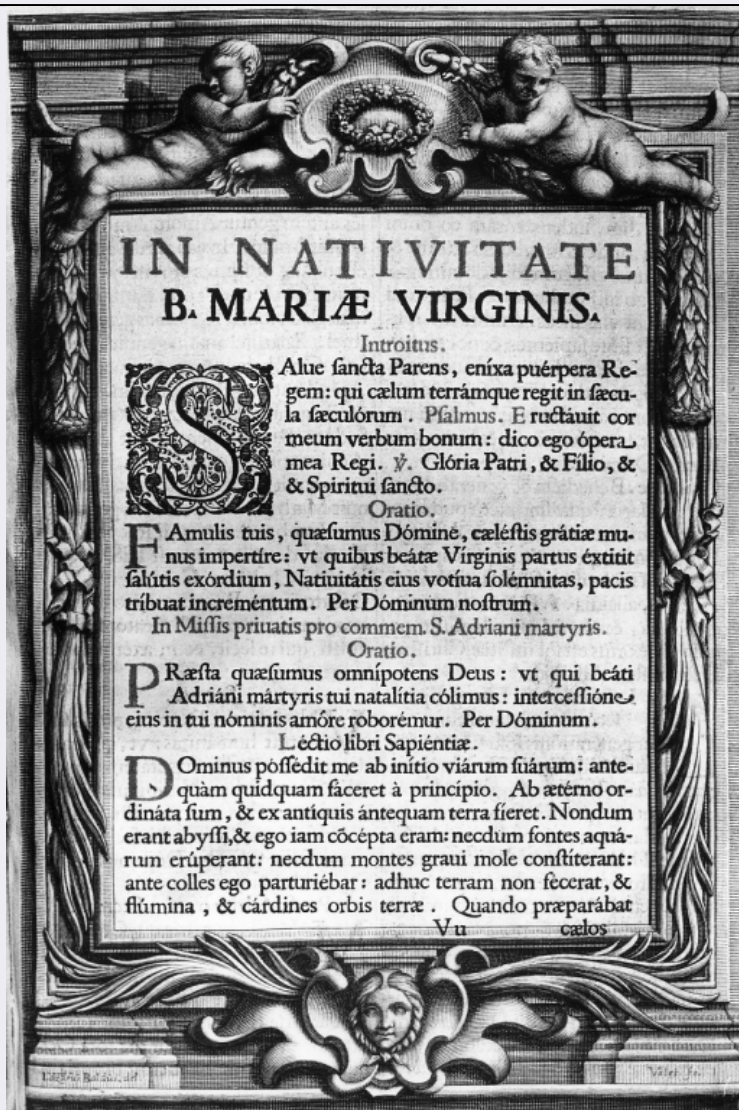 IN NATIVITATE
B. MARIÆ VIRGINIS.
Introitus.
SAlue ſancta Parens, eníxa puérpera Re-
gem: qui cælum terrámque regit in ſæcu-
la ſæculórum. Pſalmus. Eructáuit cor
meum verbum bonum: dico ego ópera
mea Regi. ℣. Glória Patri, & Fílio, &
& Spiritui ſancto.
Oratio.
FAmulis tuis, quæſumus Dómine, cæléſtis grátiæ mu-
nus impertíre: vt quibus beátæ Vírginis partus éxtitit
ſalútis exórdium, Natiuitátis eius votíua ſolémnitas, pacis
tríbuat increméntum. Per Dóminum noſtrum.
In Miſſis priuatis pro commem. S. Adriani mártyris.
Oratio.
PRæſta quæſumus omnípotens Deus: vt qui beáti
Adriáni mártyris tui natalítia cólimus: interceſſióne
eius in tui nóminis amóre roborémur. Per Dóminum.
Léctio libri Sapiéntiæ.
DOminus poſſédit me ab inítio viárum ſuárum: ante-
quàm quidquam fáceret à princípio. Ab ætérno or-
dináta ſum, & ex antíquis ántequam terra fíeret. Nondum
erant abyſſi, & ego iam cōcépta eram: necdum fontes aquá-
rum erúperant: necdum montes graui mole conſtíterant:
ante colles ego parturiébar: adhuc terram non fécerat, &
flúmina, & cárdines orbis terræ. Quando præparábat
Vu cælos